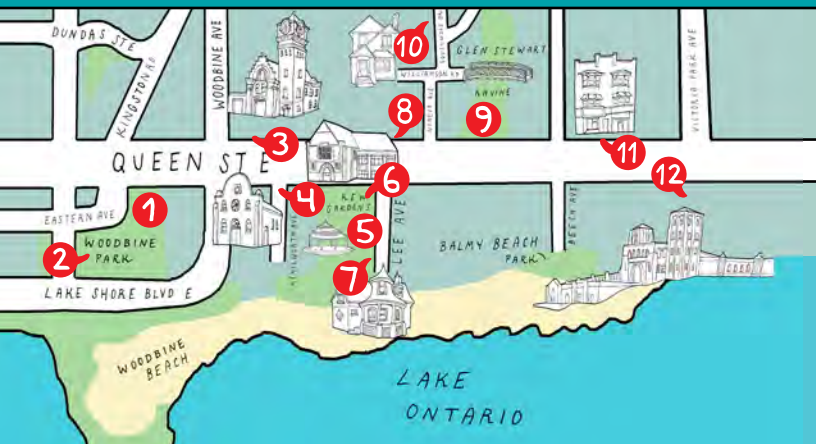 DUNDAS ST E
KINGSTON RD
WOODBINE AVE
10
GLEN STEWART
WILLIAMSON RD
RAVINE
VICTORIA PARK AVE
8
9
3
11
QUEEN ST E
12
6
4
KEW
GARDENS
1
EASTERN AVE
5
LEE AVE
BEECH AVE
KENILWORTH AVE
2
WOODBINE
PARK
BALMY BEACH
PARK
7
LAKE SHORE BLVD E
WOODBINE
BEACH
LAKE
ONTARIO